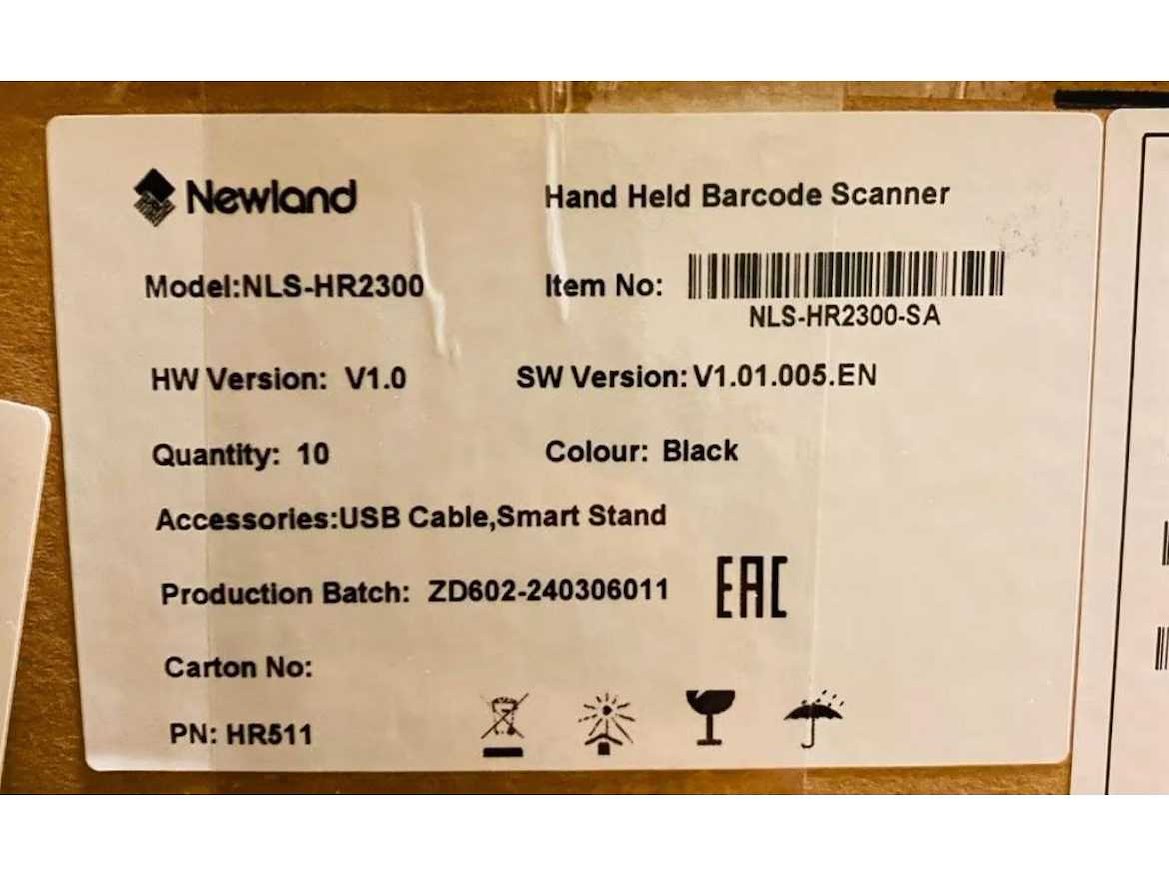 Newland
Hand Held Barcode Scanner
Model:NLS-HR2300
Item No:
NLS-HR2300-SA
HW Version: V1.0
SW Version: V1.01.005.EN
Quantity: 10
Colour: Black
Accessories:USB Cable,Smart Stand
Production Batch: ZD602-240306011
EAC
Carton No:
PN: HR511